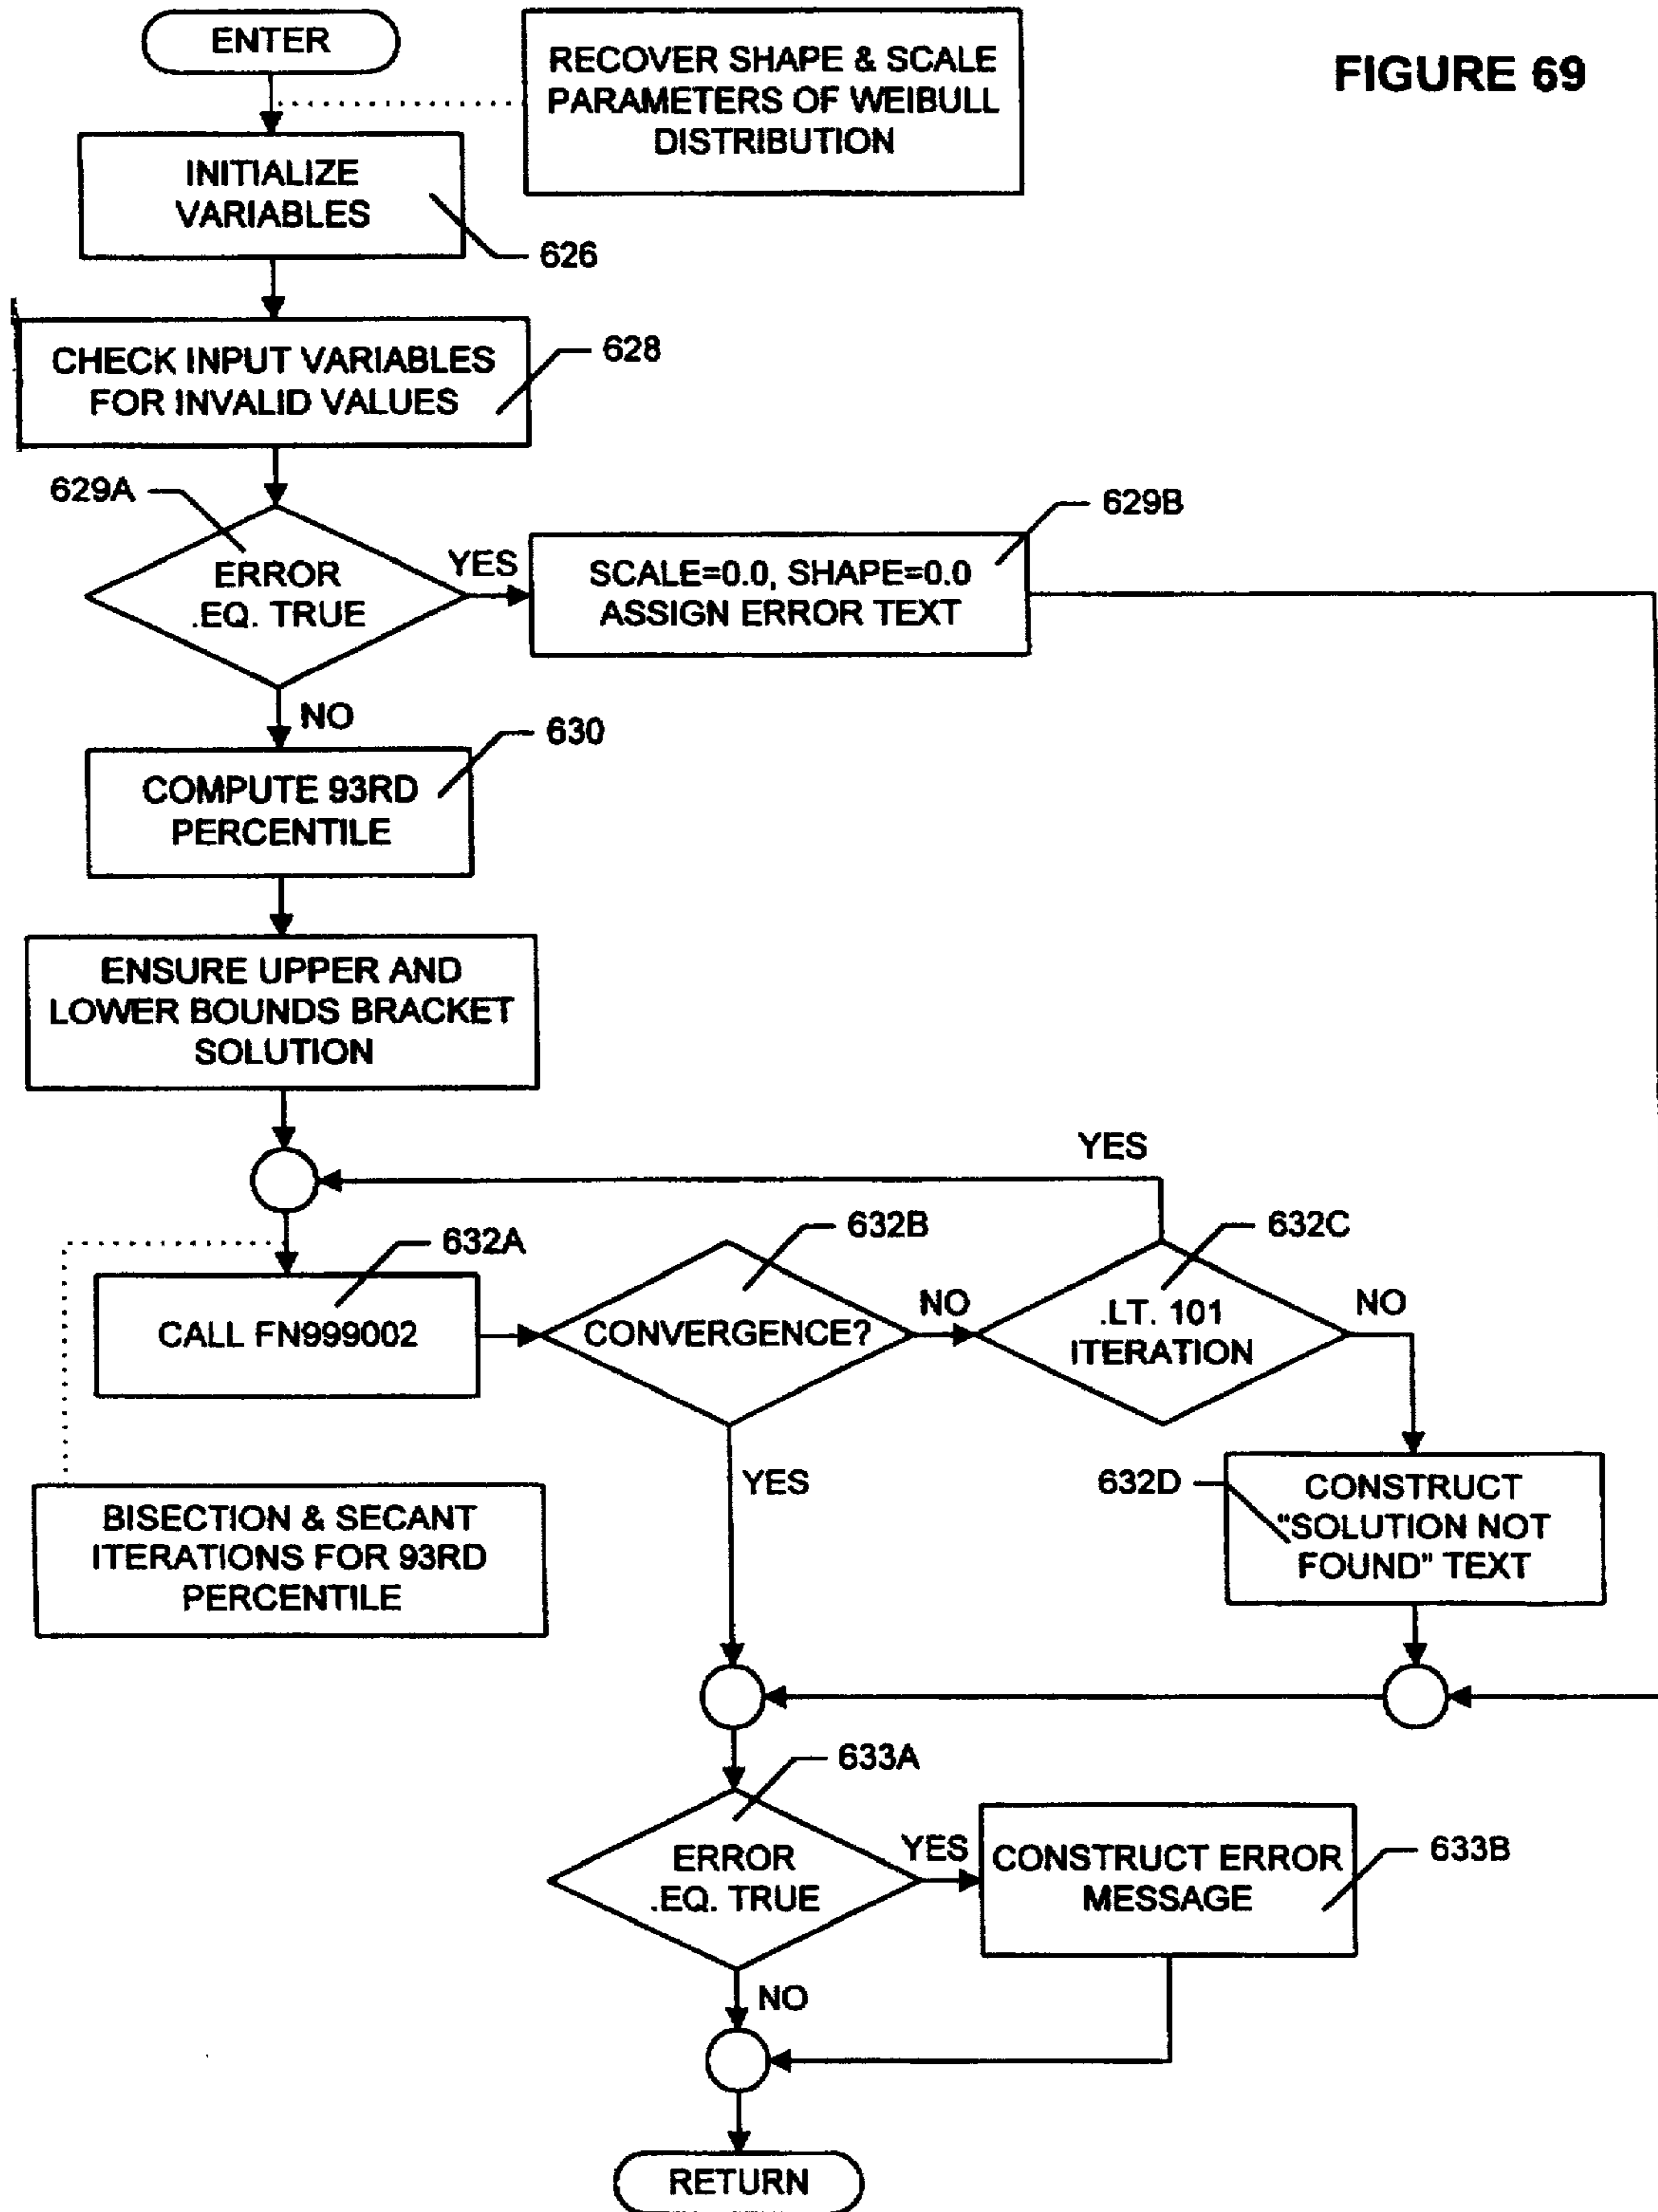 FIGURE 69
ENTER
RECOVER SHAPE & SCALE
PARAMETERS OF WEIBULL
DISTRIBUTION
INITIALIZE
VARIABLES
626
CHECK INPUT VARIABLES
FOR INVALID VALUES
628
629A
ERROR
.EQ. TRUE
YES
629B
SCALE=0.0, SHAPE=0.0
ASSIGN ERROR TEXT
NO
630
COMPUTE 93RD
PERCENTILE
ENSURE UPPER AND
LOWER BOUNDS BRACKET
SOLUTION
YES
632A
CALL FN999002
632B
CONVERGENCE?
NO
632C
.LT. 101
ITERATION
NO
BISECTION & SECANT
ITERATIONS FOR 93RD
PERCENTILE
YES
632D
CONSTRUCT
"SOLUTION NOT
FOUND" TEXT
633A
ERROR
.EQ. TRUE
YES
CONSTRUCT ERROR
MESSAGE
633B
NO
RETURN